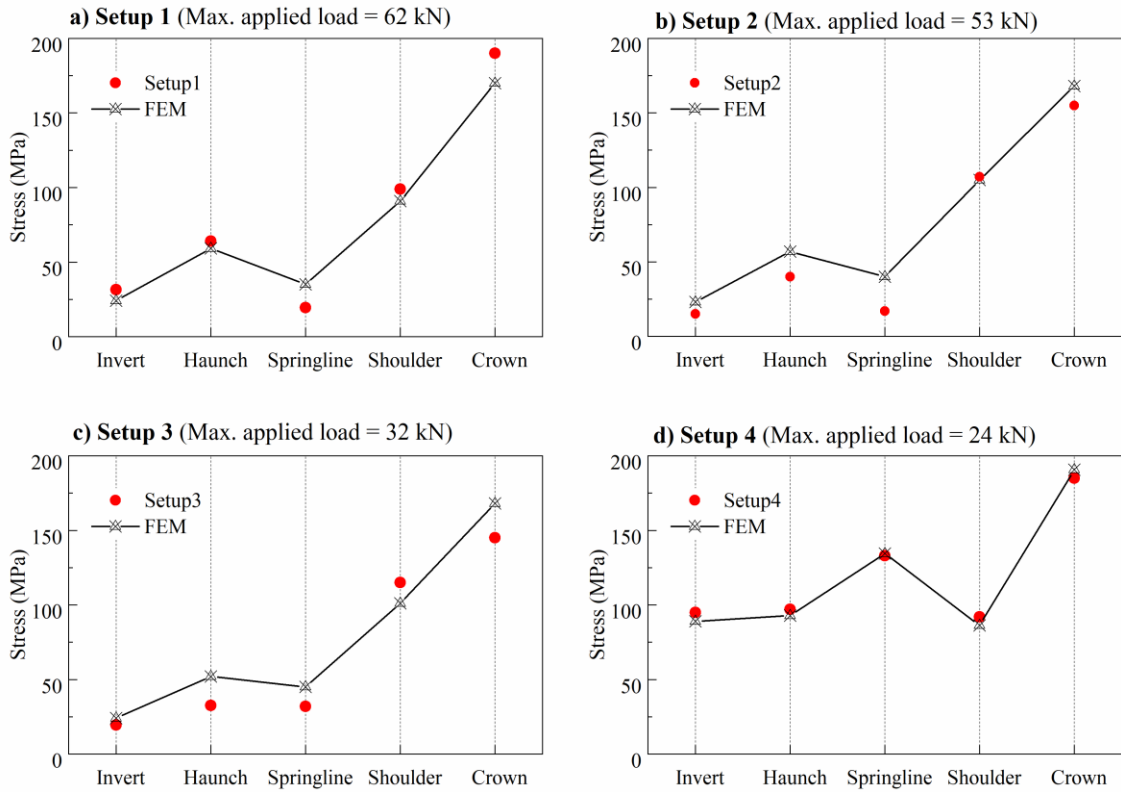 a) Setup 1 (Max. applied load = 62 kN)
200
150
100
50
0
Stress (MPa)
Setup1
FEM
Invert Haunch Springline Shoulder Crown
b) Setup 2 (Max. applied load = 53 kN)
200
150
100
50
0
Stress (MPa)
Setup2
FEM
Invert Haunch Springline Shoulder Crown
c) Setup 3 (Max. applied load = 32 kN)
200
150
100
50
0
Stress (MPa)
Setup3
FEM
Invert Haunch Springline Shoulder Crown
d) Setup 4 (Max. applied load = 24 kN)
200
150
100
50
0
Stress (MPa)
Setup4
FEM
Invert Haunch Springline Shoulder Crown